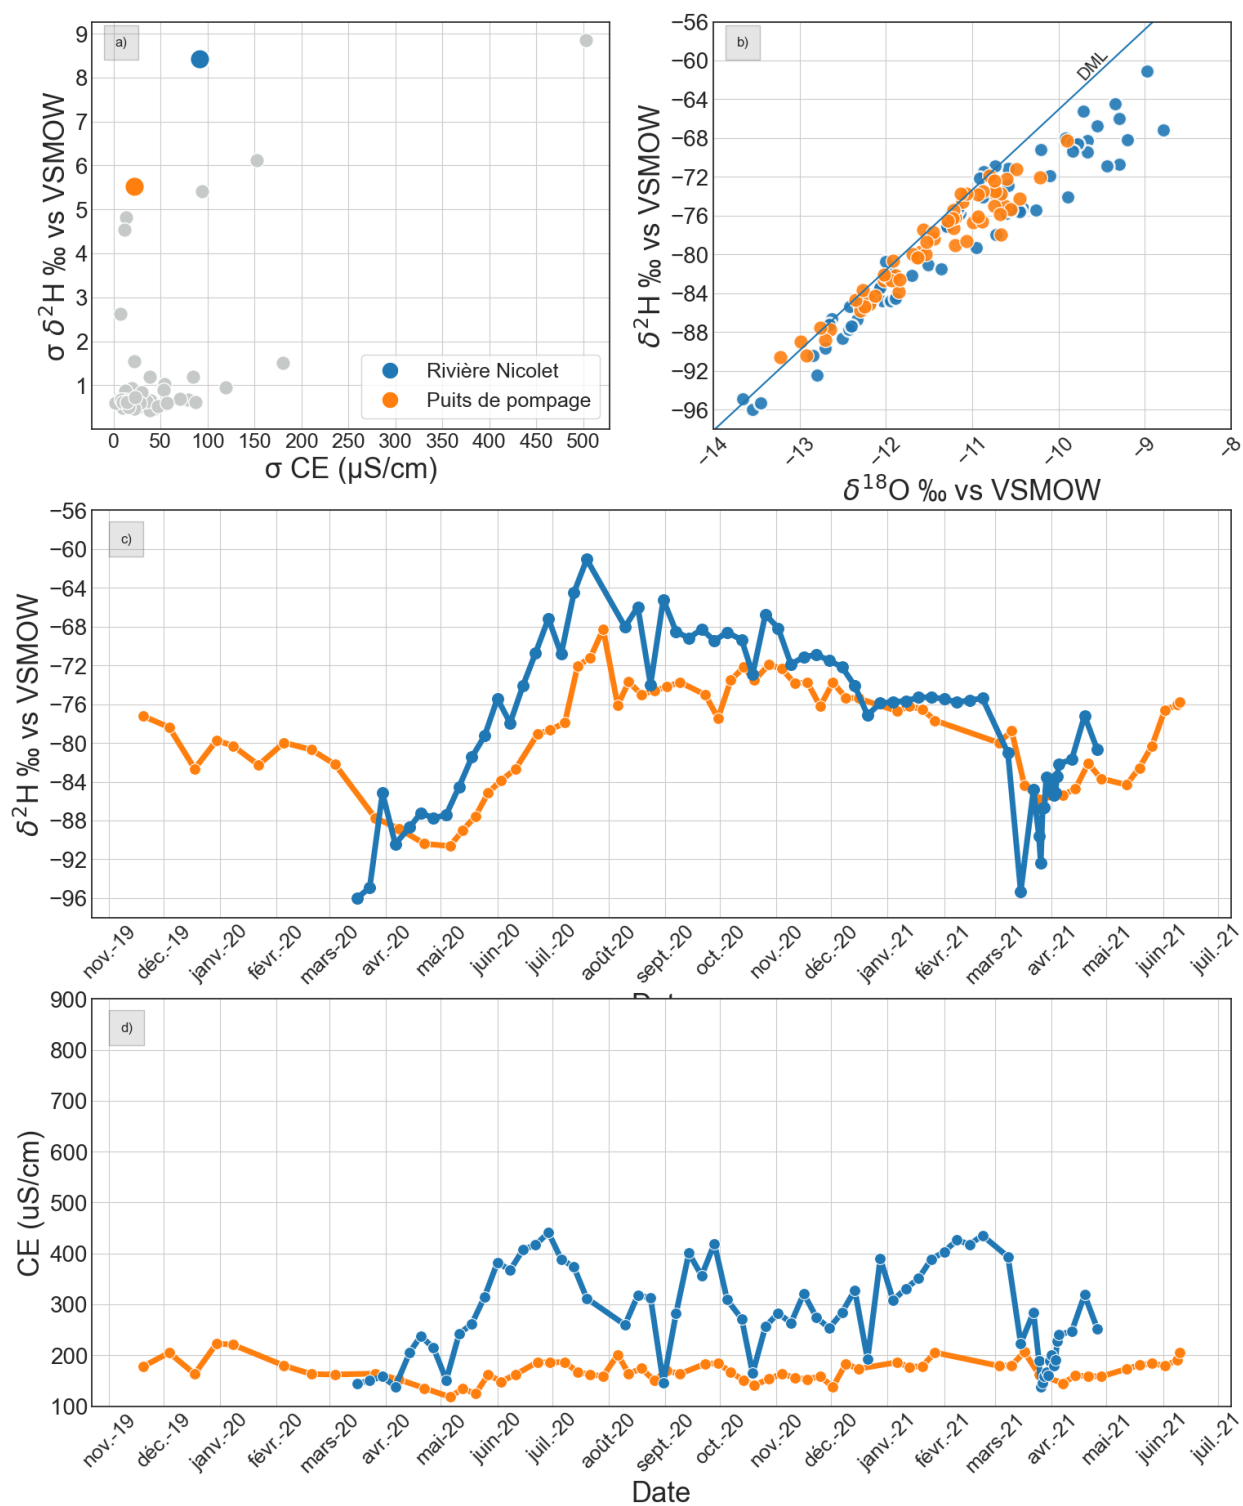 a)
σ δ²H ‰ vs VSMOW
9
8
7
6
5
4
3
2
1
0 50 100 150 200 250 300 350 400 450 500
σ CE (µS/cm)
Rivière Nicolet
Puits de pompage
b)
DML
δ²H ‰ vs VSMOW
−56
−60
−64
−68
−72
−76
−80
−84
−88
−92
−96
−14 −13 −12 −11 −10 −9 −8
δ¹⁸O ‰ vs VSMOW
c)
δ²H ‰ vs VSMOW
−56
−60
−64
−68
−72
−76
−80
−84
−88
−92
−96
nov.-19 déc.-19 janv.-20 févr.-20 mars-20 avr.-20 mai-20 juin-20 juil.-20 août-20 sept.-20 oct.-20 nov.-20 déc.-20 janv.-21 févr.-21 mars-21 avr.-21 mai-21 juin-21 juil.-21
d)
CE (uS/cm)
900
800
700
600
500
400
300
200
100
nov.-19 déc.-19 janv.-20 févr.-20 mars-20 avr.-20 mai-20 juin-20 juil.-20 août-20 sept.-20 oct.-20 nov.-20 déc.-20 janv.-21 févr.-21 mars-21 avr.-21 mai-21 juin-21 juil.-21
Date